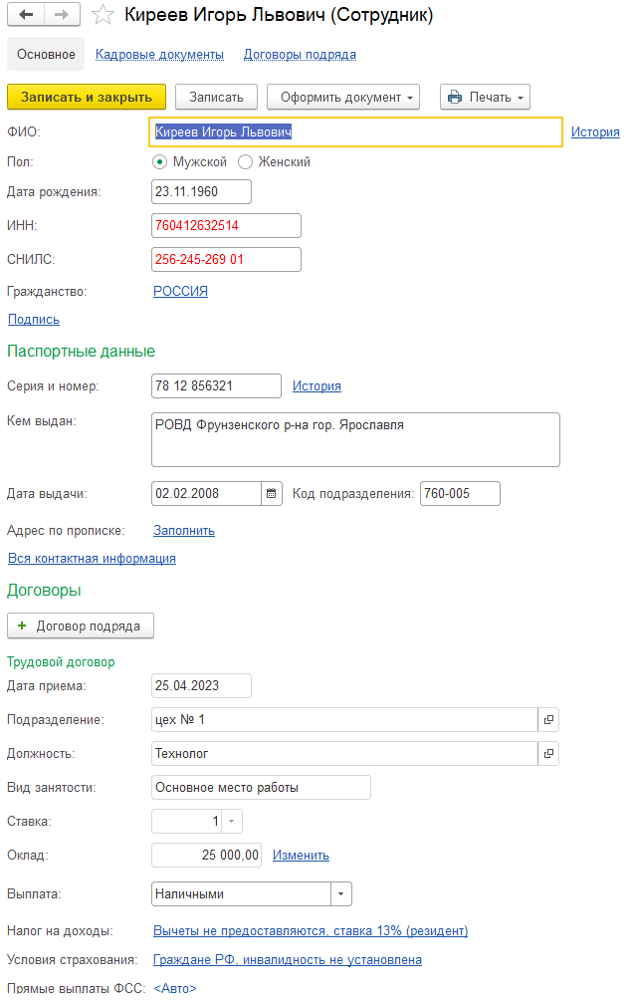 Киреев Игорь Львович (Сотрудник)
Основное Кадровые документы Договоры подряда
Записать и закрыть Записать Оформить документ Печать
ФИО: Киреев Игорь Львович История
Пол: Мужской Женский
Дата рождения: 23.11.1960
ИНН: 760412632514
СНИЛС: 256-245-269 01
Гражданство: РОССИЯ
Подпись
Паспортные данные
Серия и номер: 78 12 856321 История
Кем выдан: РОВД Фрунзенского р-на гор. Ярославля
Дата выдачи: 02.02.2008 Код подразделения: 760-005
Адрес по прописке: Заполнить
Вся контактная информация
Договоры
+ Договор подряда
Трудовой договор
Дата приема: 25.04.2023
Подразделение: цех № 1
Должность: Технолог
Вид занятости: Основное место работы
Ставка: 1
Оклад: 25 000,00 Изменить
Выплата: Наличными
Налог на доходы: Вычеты не предоставляются, ставка 13% (резидент)
Условия страхования: Граждане РФ, инвалидность не установлена
Прямые выплаты ФСС: <Авто>